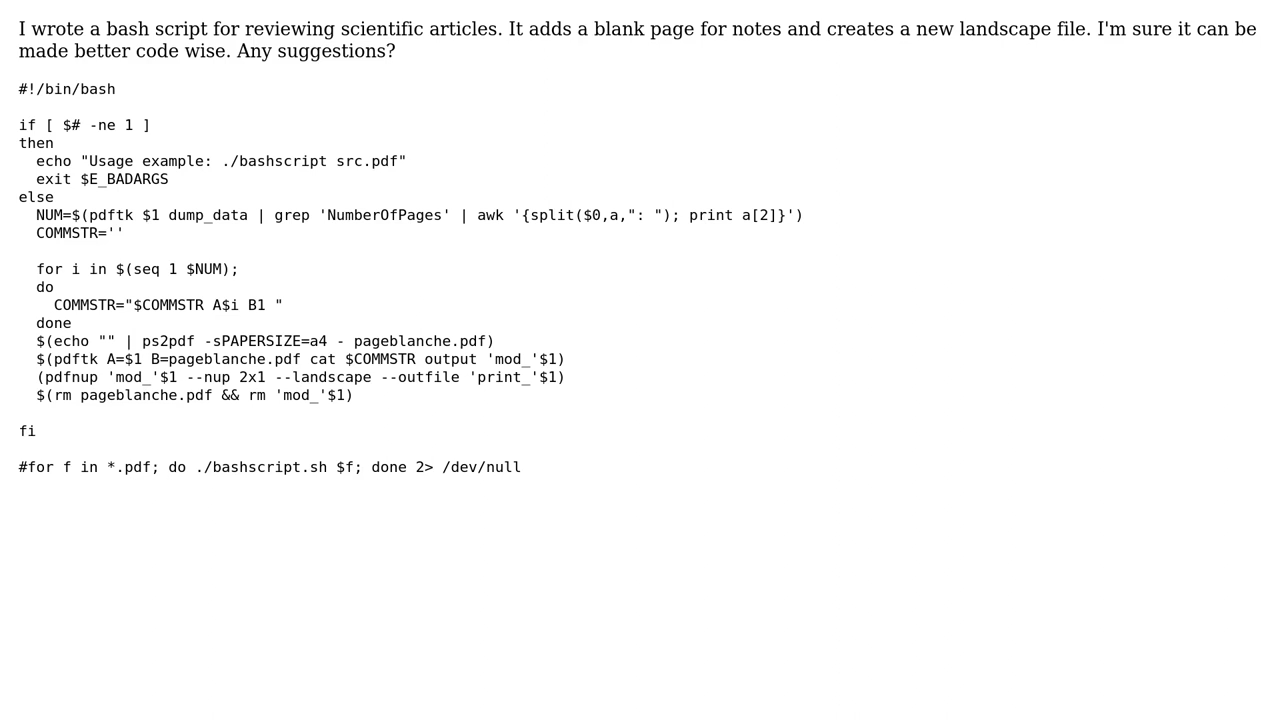 I wrote a bash script for reviewing scientific articles. It adds a blank page for notes and creates a new landscape file. I'm sure it can be
made better code wise. Any suggestions?
#!/bin/bash
if [ $# -ne 1 ]
then
  echo "Usage example: ./bashscript src.pdf"
  exit $E_BADARGS
else
  NUM=$(pdftk $1 dump_data | grep 'NumberOfPages' | awk '{split($0,a,": "); print a[2]}')
  COMMSTR=''
  for i in $(seq 1 $NUM);
  do
    COMMSTR="$COMMSTR A$i B1 "
  done
  $(echo "" | ps2pdf -sPAPERSIZE=a4 - pageblanche.pdf)
  $(pdftk A=$1 B=pageblanche.pdf cat $COMMSTR output 'mod_'$1)
  (pdfnup 'mod_'$1 --nup 2x1 --landscape --outfile 'print_'$1)
  $(rm pageblanche.pdf && rm 'mod_'$1)
fi
#for f in *.pdf; do ./bashscript.sh $f; done 2> /dev/null